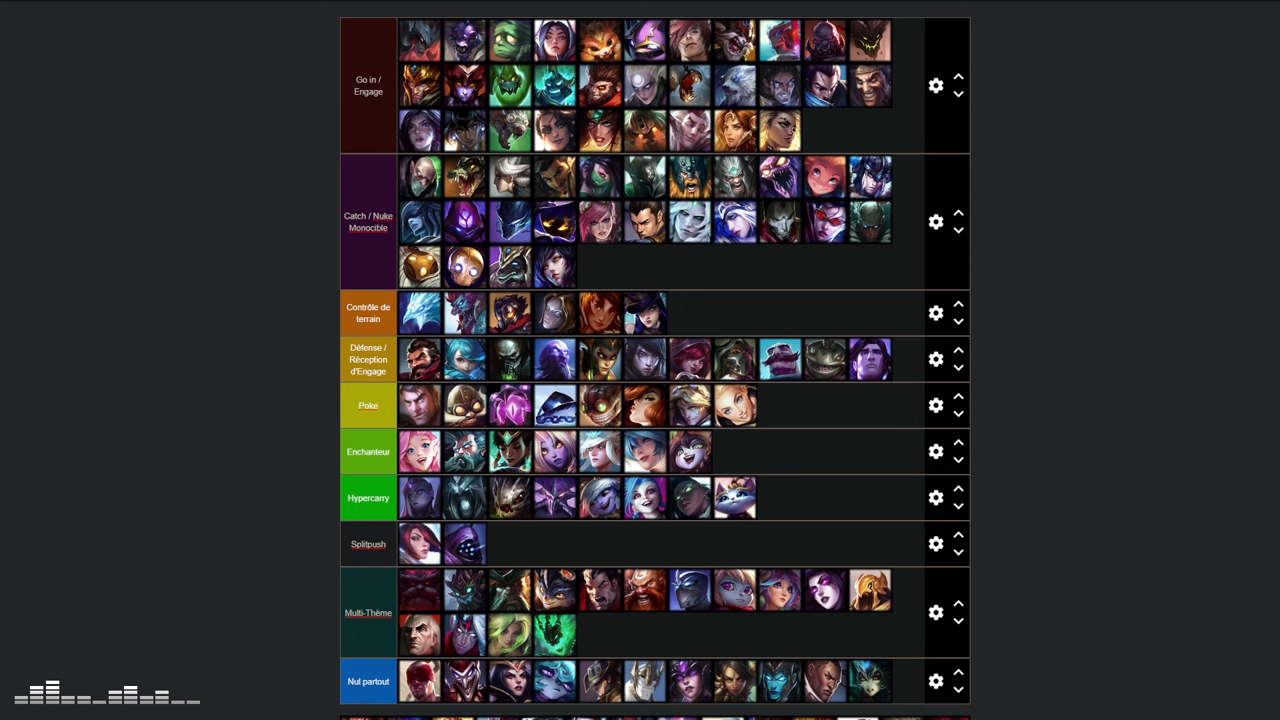 Go in /
Engage
Catch / Nuke
Monocible
Contrôle de
terrain
Défense /
Réception
d'Engage
Poke
Enchanteur
Hypercarry
Splitpush
Multi-Thème
Nul partout